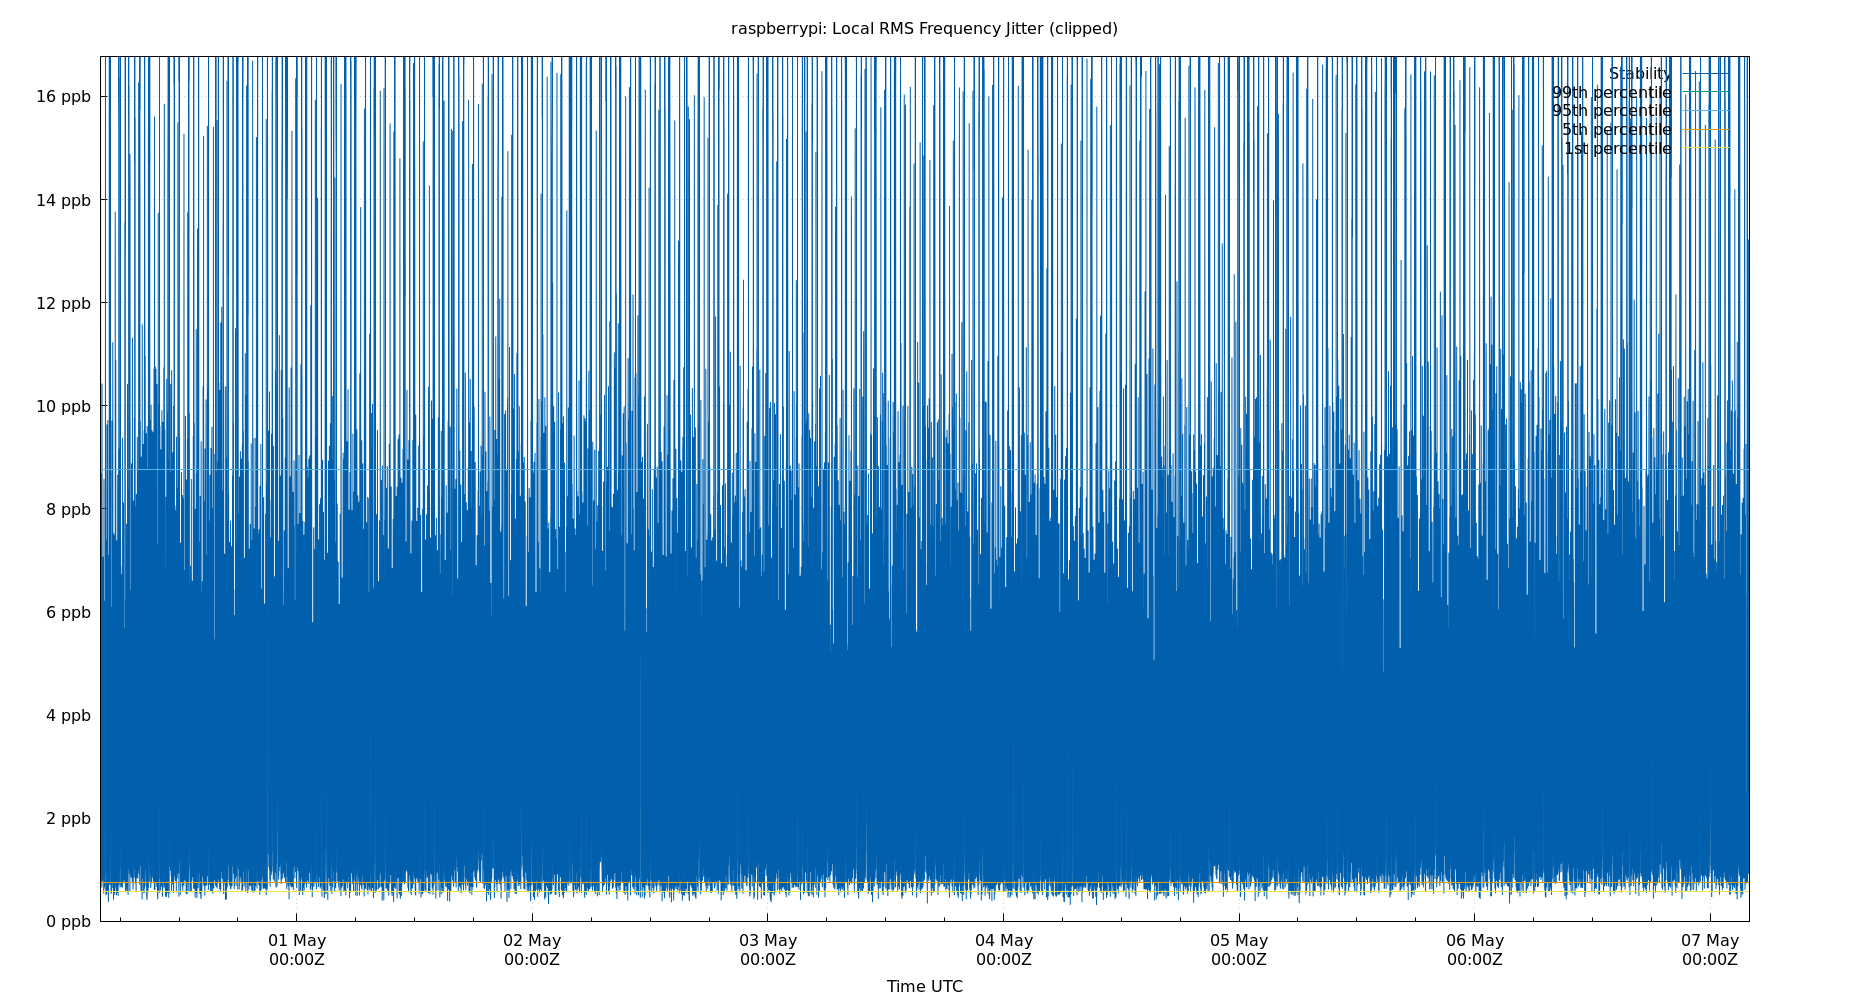 raspberrypi: Local RMS Frequency Jitter (clipped)
Stability
99th percentile
95th percentile
5th percentile
1st percentile
16 ppb
14 ppb
12 ppb
10 ppb
8 ppb
6 ppb
4 ppb
2 ppb
0 ppb
01 May 02 May 03 May 04 May 05 May 06 May 07 May
00:00Z 00:00Z 00:00Z 00:00Z 00:00Z 00:00Z 00:00Z
Time UTC